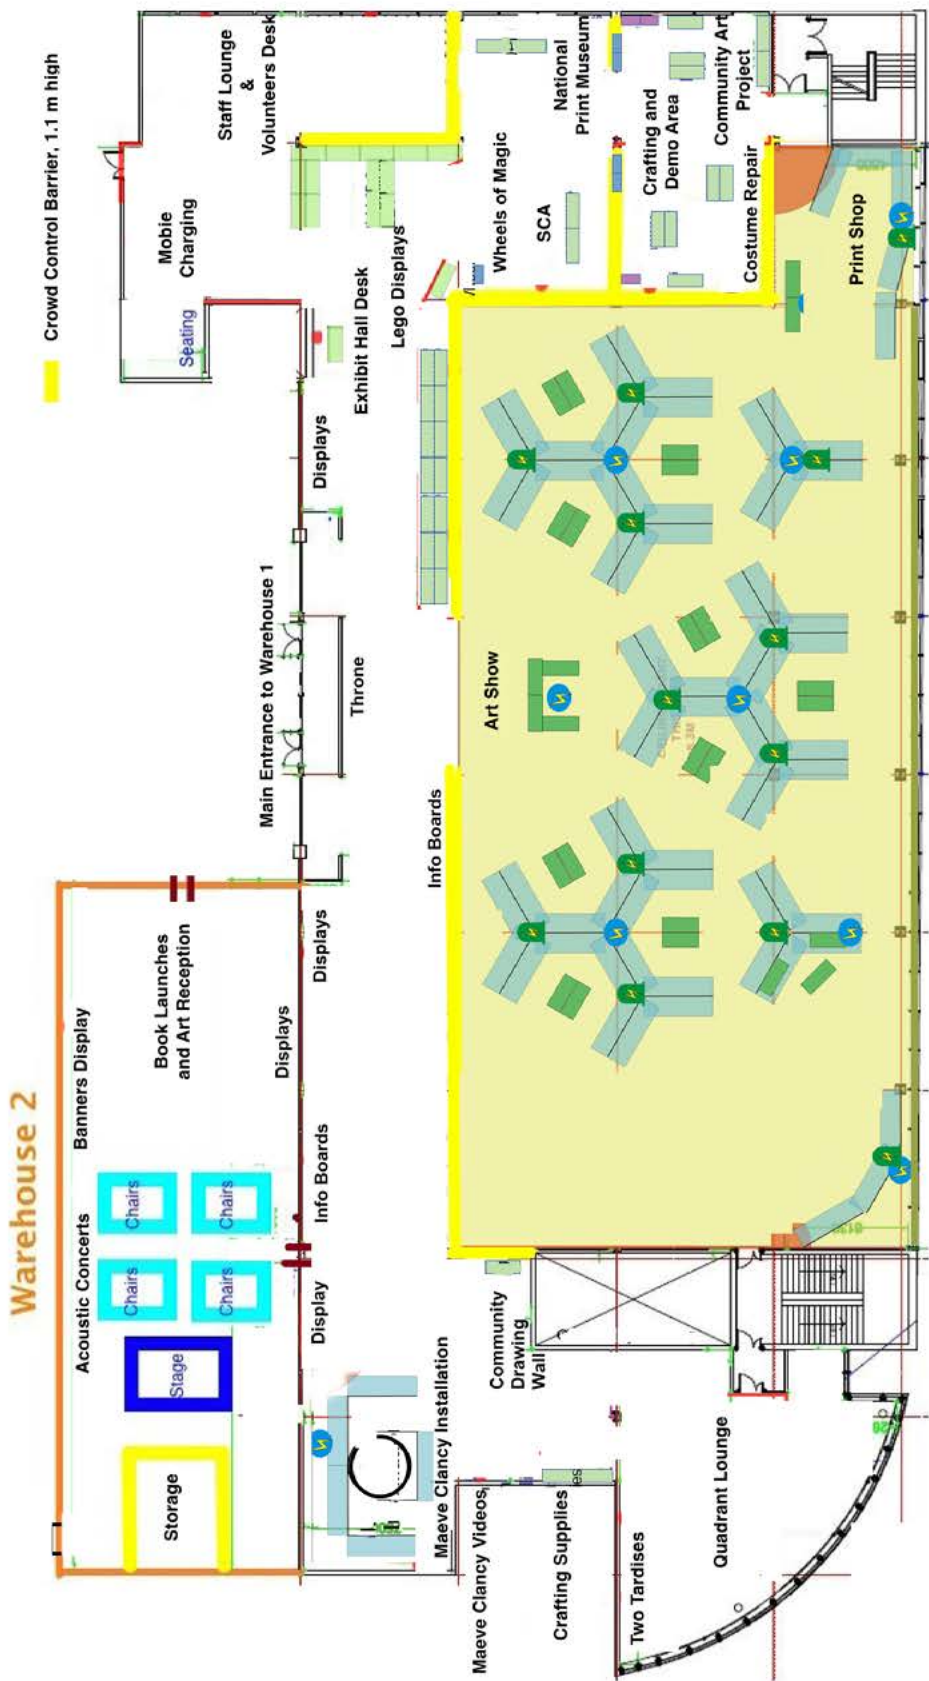 Warehouse 2
Crowd Control Barrier, 1.1 m high
Acoustic Concerts
Banners Display
Storage
Stage
Chairs
Chairs
Chairs
Chairs
Book Launches
and Art Reception
Displays
Display
Info Boards
Displays
Main Entrance to Warehouse 1
Throne
Displays
Seating
Mobie
Charging
Staff Lounge
&
Volunteers Desk
Exhibit Hall Desk
Lego Displays
Maeve Clancy Installation
Info Boards
Maeve Clancy Videos
Crafting Supplies
Community
Drawing
Wall
Art Show
Wheels of Magic
SCA
National
Print Museum
Two Tardises
Quadrant Lounge
Crafting and
Demo Area
Community Art
Project
Costume Repair
Print Shop